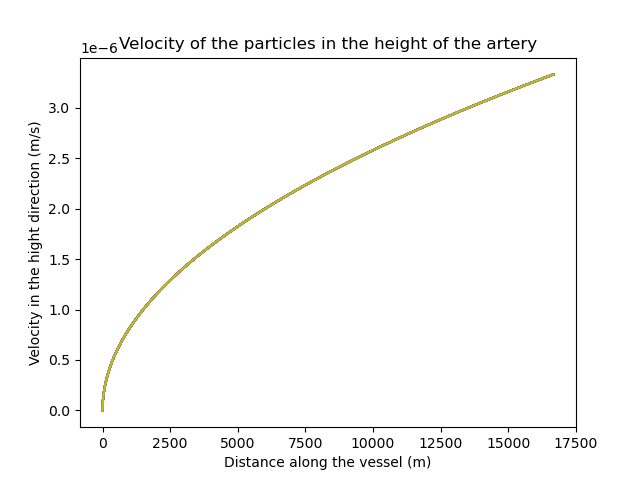 Velocity of the particles in the height of the artery
1e−6
3.0
2.5
2.0
1.5
1.0
0.5
0.0
Velocity in the hight direction (m/s)
0 2500 5000 7500 10000 12500 15000 17500
Distance along the vessel (m)